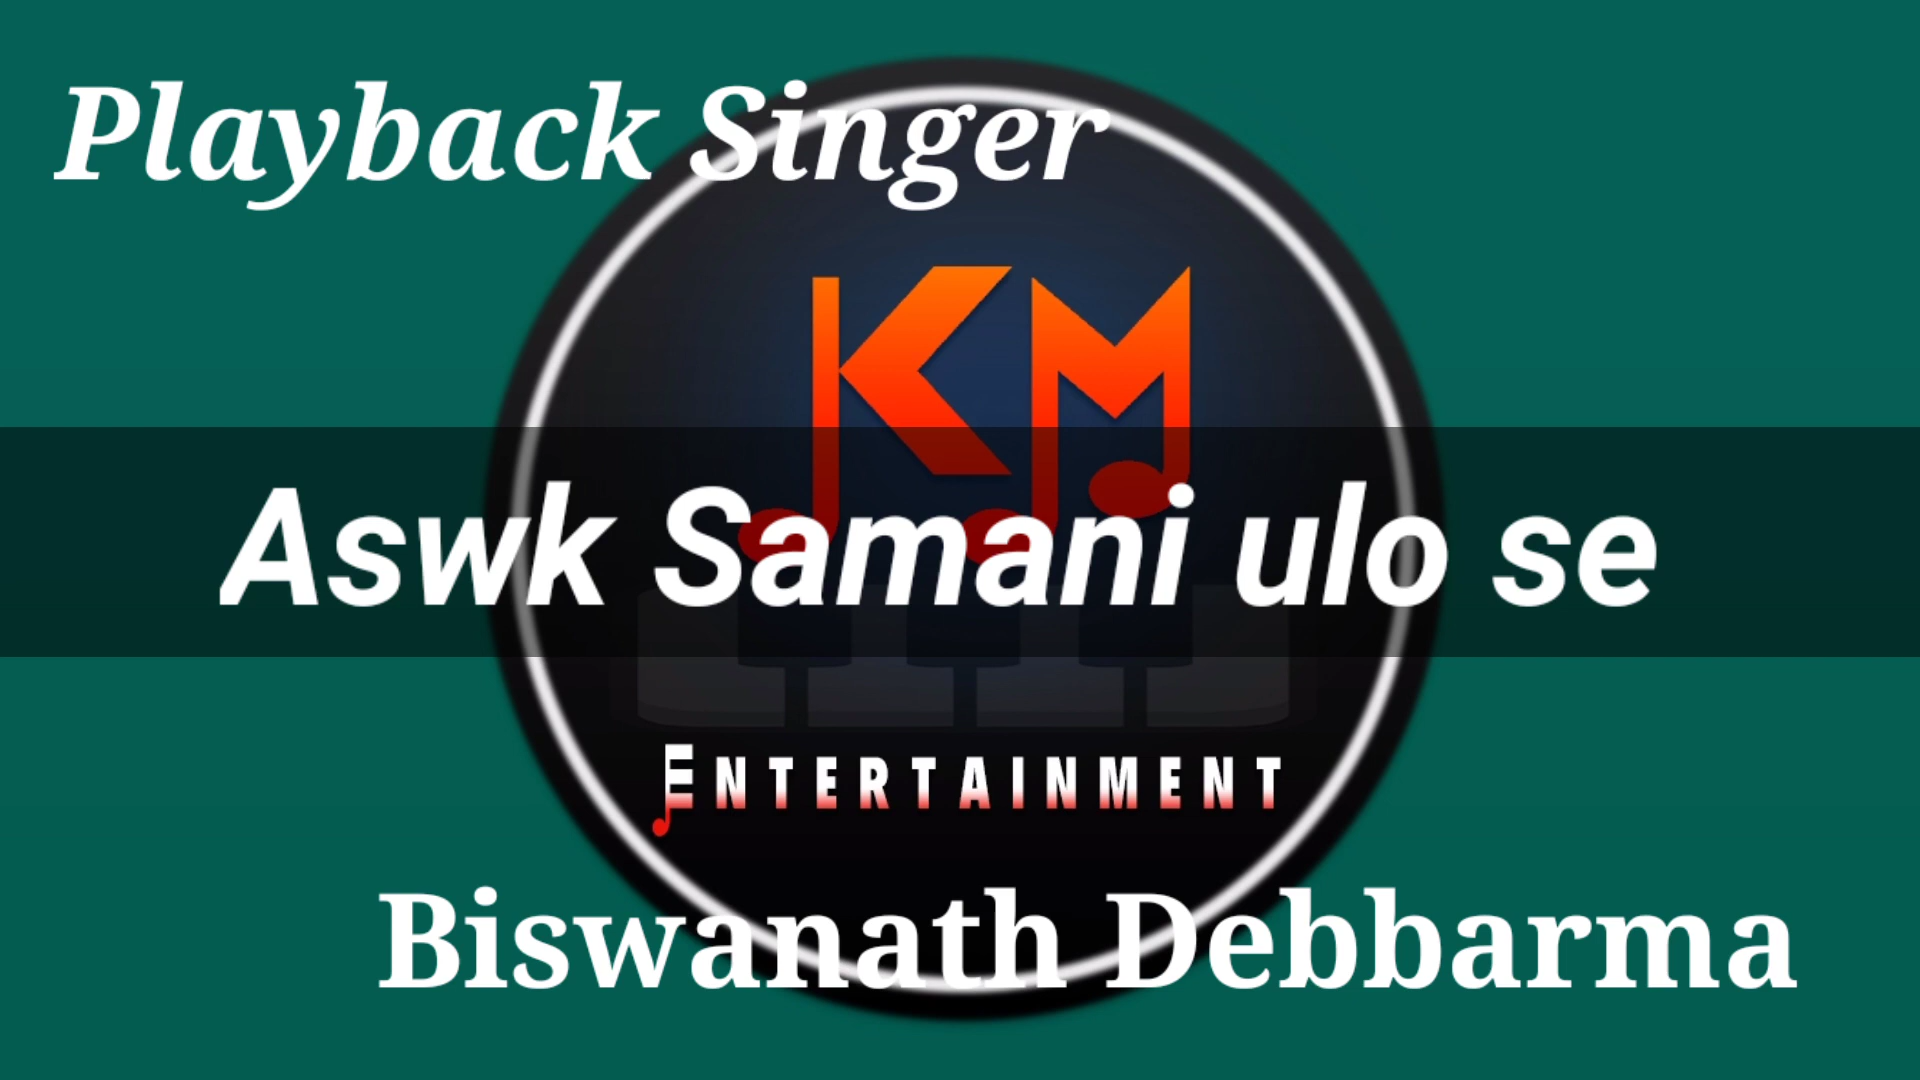 Playback Singer
KM
Aswk Samani ulo se
ENTERTAINMENT
Biswanath Debbarma